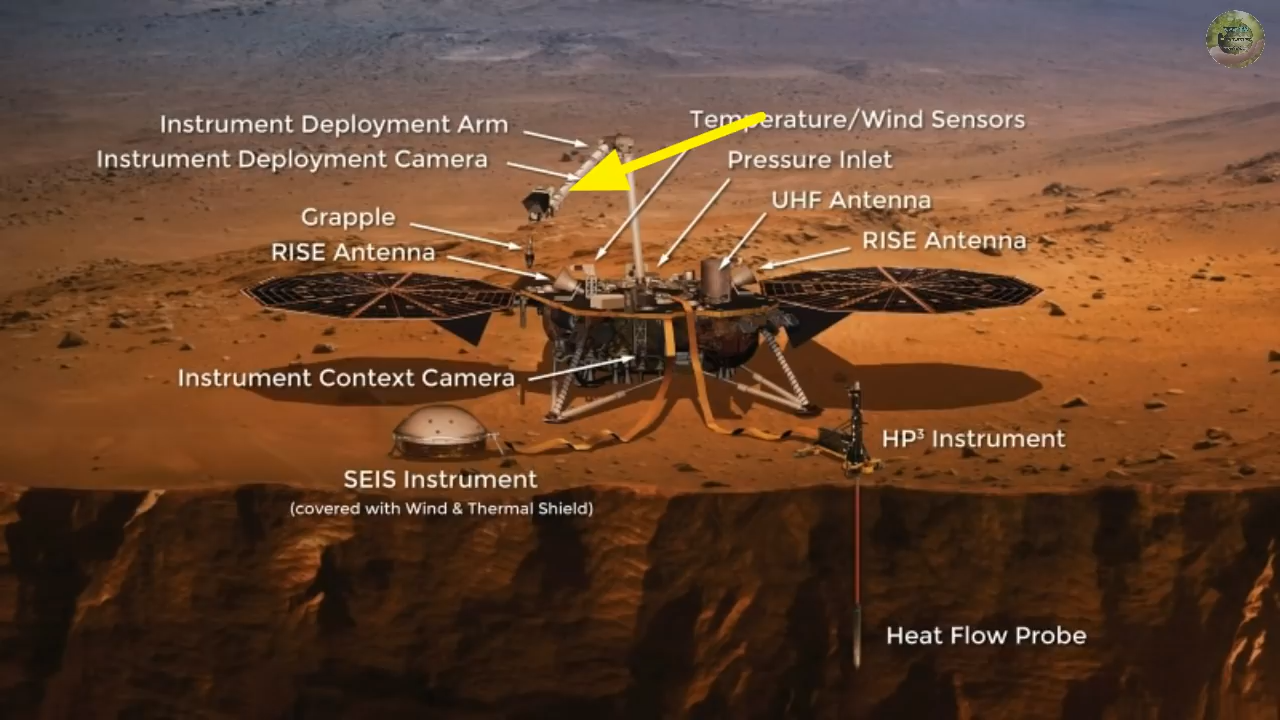 Instrument Deployment Arm
Temperature/Wind Sensors
Instrument Deployment Camera
Pressure Inlet
UHF Antenna
Grapple
RISE Antenna
RISE Antenna
Instrument Context Camera
HP³ Instrument
SEIS Instrument
(covered with Wind & Thermal Shield)
Heat Flow Probe